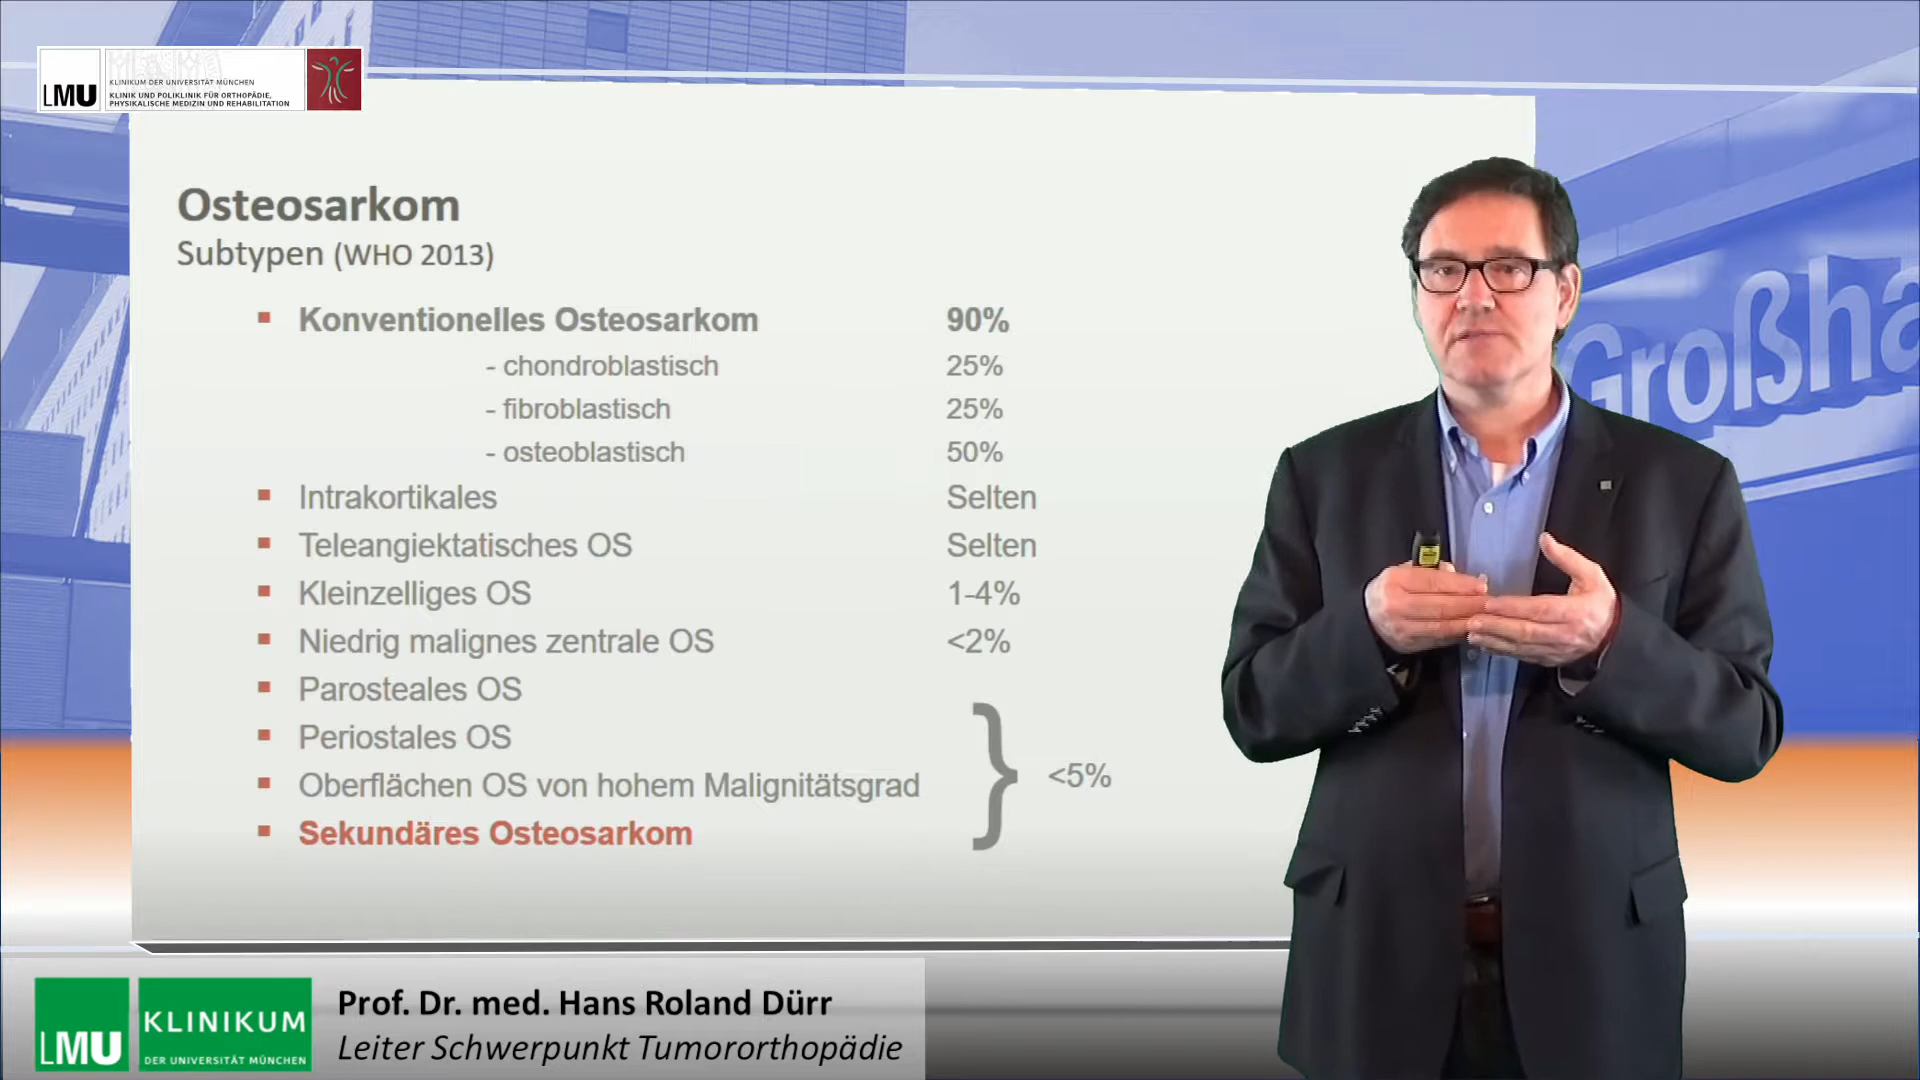 LMU
KLINIKUM DER UNIVERSITÄT MÜNCHEN
KLINIK UND POLIKLINIK FÜR ORTHOPÄDIE,
PHYSIKALISCHE MEDIZIN UND REHABILITATION
Osteosarkom
Subtypen (WHO 2013)
Konventionelles Osteosarkom 90%
- chondroblastisch 25%
- fibroblastisch 25%
- osteoblastisch 50%
Intrakortikales Selten
Teleangiektatisches OS Selten
Kleinzelliges OS 1-4%
Niedrig malignes zentrale OS <2%
Parosteales OS
Periostales OS
Oberflächen OS von hohem Malignitätsgrad
} <5%
Sekundäres Osteosarkom
Großha
LMU
KLINIKUM
DER UNIVERSITÄT MÜNCHEN
Prof. Dr. med. Hans Roland Dürr
Leiter Schwerpunkt Tumororthopädie